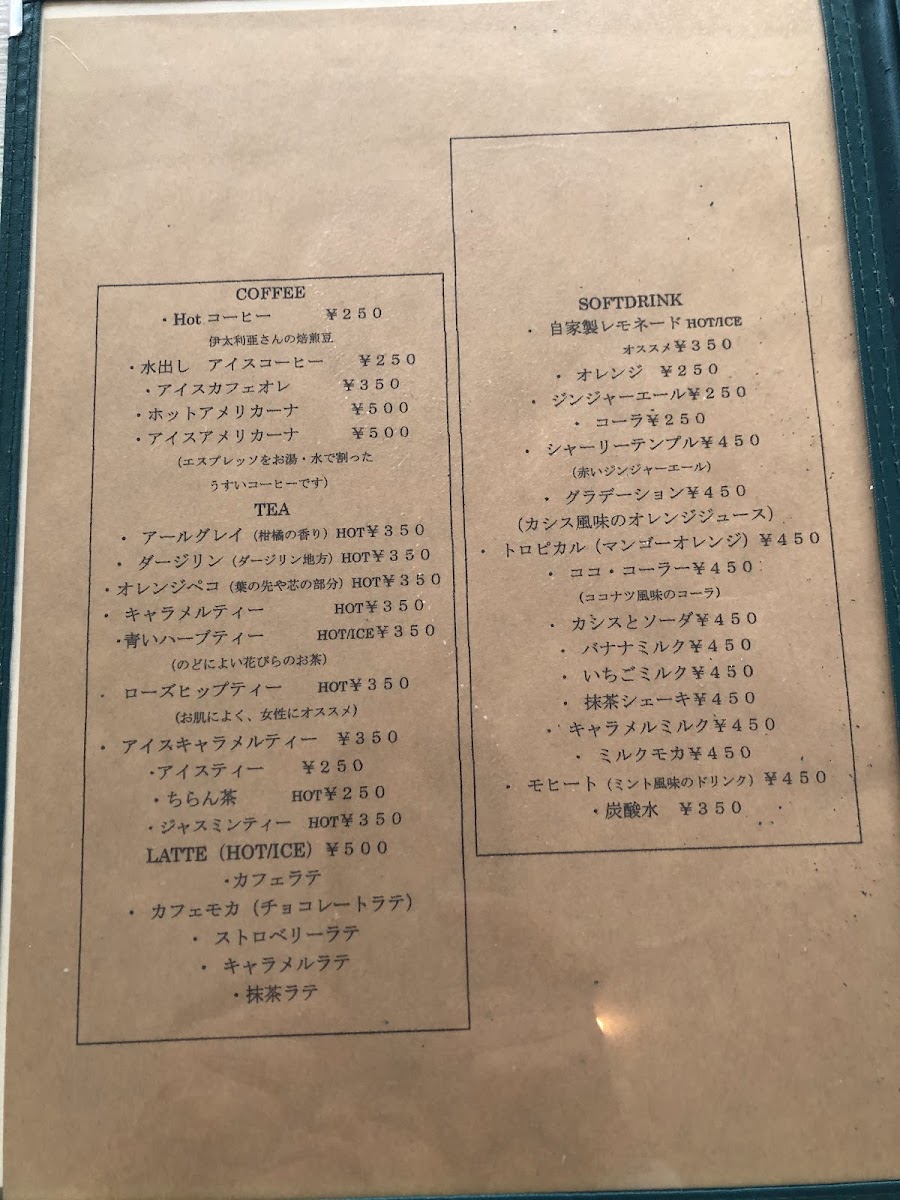 COFFEE
・Hot コーヒー ￥２５０
伊太利亜さんの焙煎豆
・水出し アイスコーヒー ￥２５０
・アイスカフェオレ ￥３５０
・ホットアメリカーナ ￥５００
・アイスアメリカーナ ￥５００
（エスプレッソをお湯・水で割った
うすいコーヒーです）
TEA
・ アールグレイ（柑橘の香り）HOT￥３５０
・ ダージリン（ダージリン地方）HOT￥３５０
・オレンジペコ（葉の先や芯の部分）HOT￥３５０
・ キャラメルティー HOT￥３５０
・青いハーブティー HOT/ICE￥３５０
（のどによい花びらのお茶）
・ ローズヒップティー HOT￥３５０
（お肌によく、女性にオススメ）
・ アイスキャラメルティー ￥３５０
・アイスティー ￥２５０
・ちらん茶 HOT￥２５０
・ジャスミンティー HOT￥３５０
LATTE（HOT/ICE）￥５００
・カフェラテ
・ カフェモカ（チョコレートラテ）
・ ストロベリーラテ
・ キャラメルラテ
・抹茶ラテ
SOFTDRINK
・ 自家製レモネード HOT/ICE
オススメ￥３５０
・ オレンジ ￥２５０
・ ジンジャーエール￥２５０
・ コーラ￥２５０
・ シャーリーテンプル￥４５０
（赤いジンジャーエール）
・ グラデーション￥４５０
（カシス風味のオレンジジュース）
・ トロピカル（マンゴーオレンジ）￥４５０
・ ココ・コーラー￥４５０
（ココナツ風味のコーラ）
・ カシスとソーダ￥４５０
・ バナナミルク￥４５０
・ いちごミルク￥４５０
・ 抹茶シェーキ￥４５０
・ キャラメルミルク￥４５０
・ ミルクモカ￥４５０
・ モヒート（ミント風味のドリンク）￥４５０
・炭酸水 ￥３５０